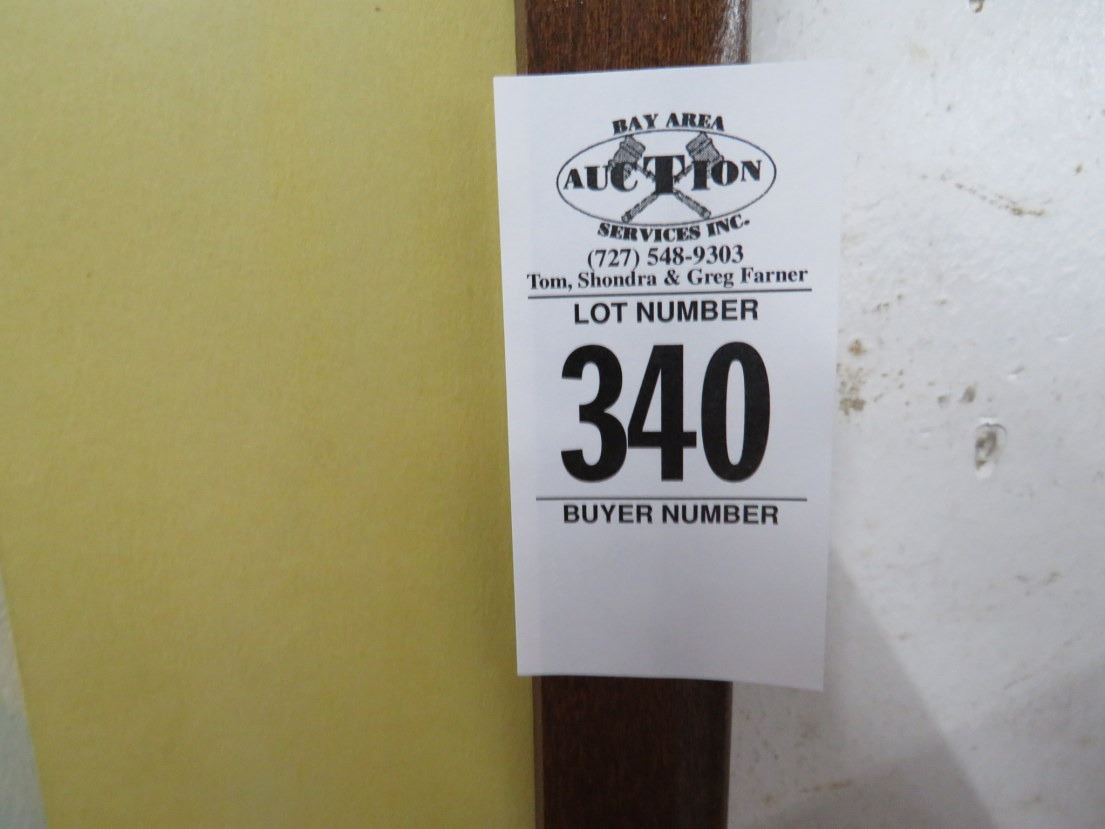 BAY AREA
AUCTION
SERVICES INC.
(727) 548-9303
Tom, Shondra & Greg Farner
LOT NUMBER
340
BUYER NUMBER